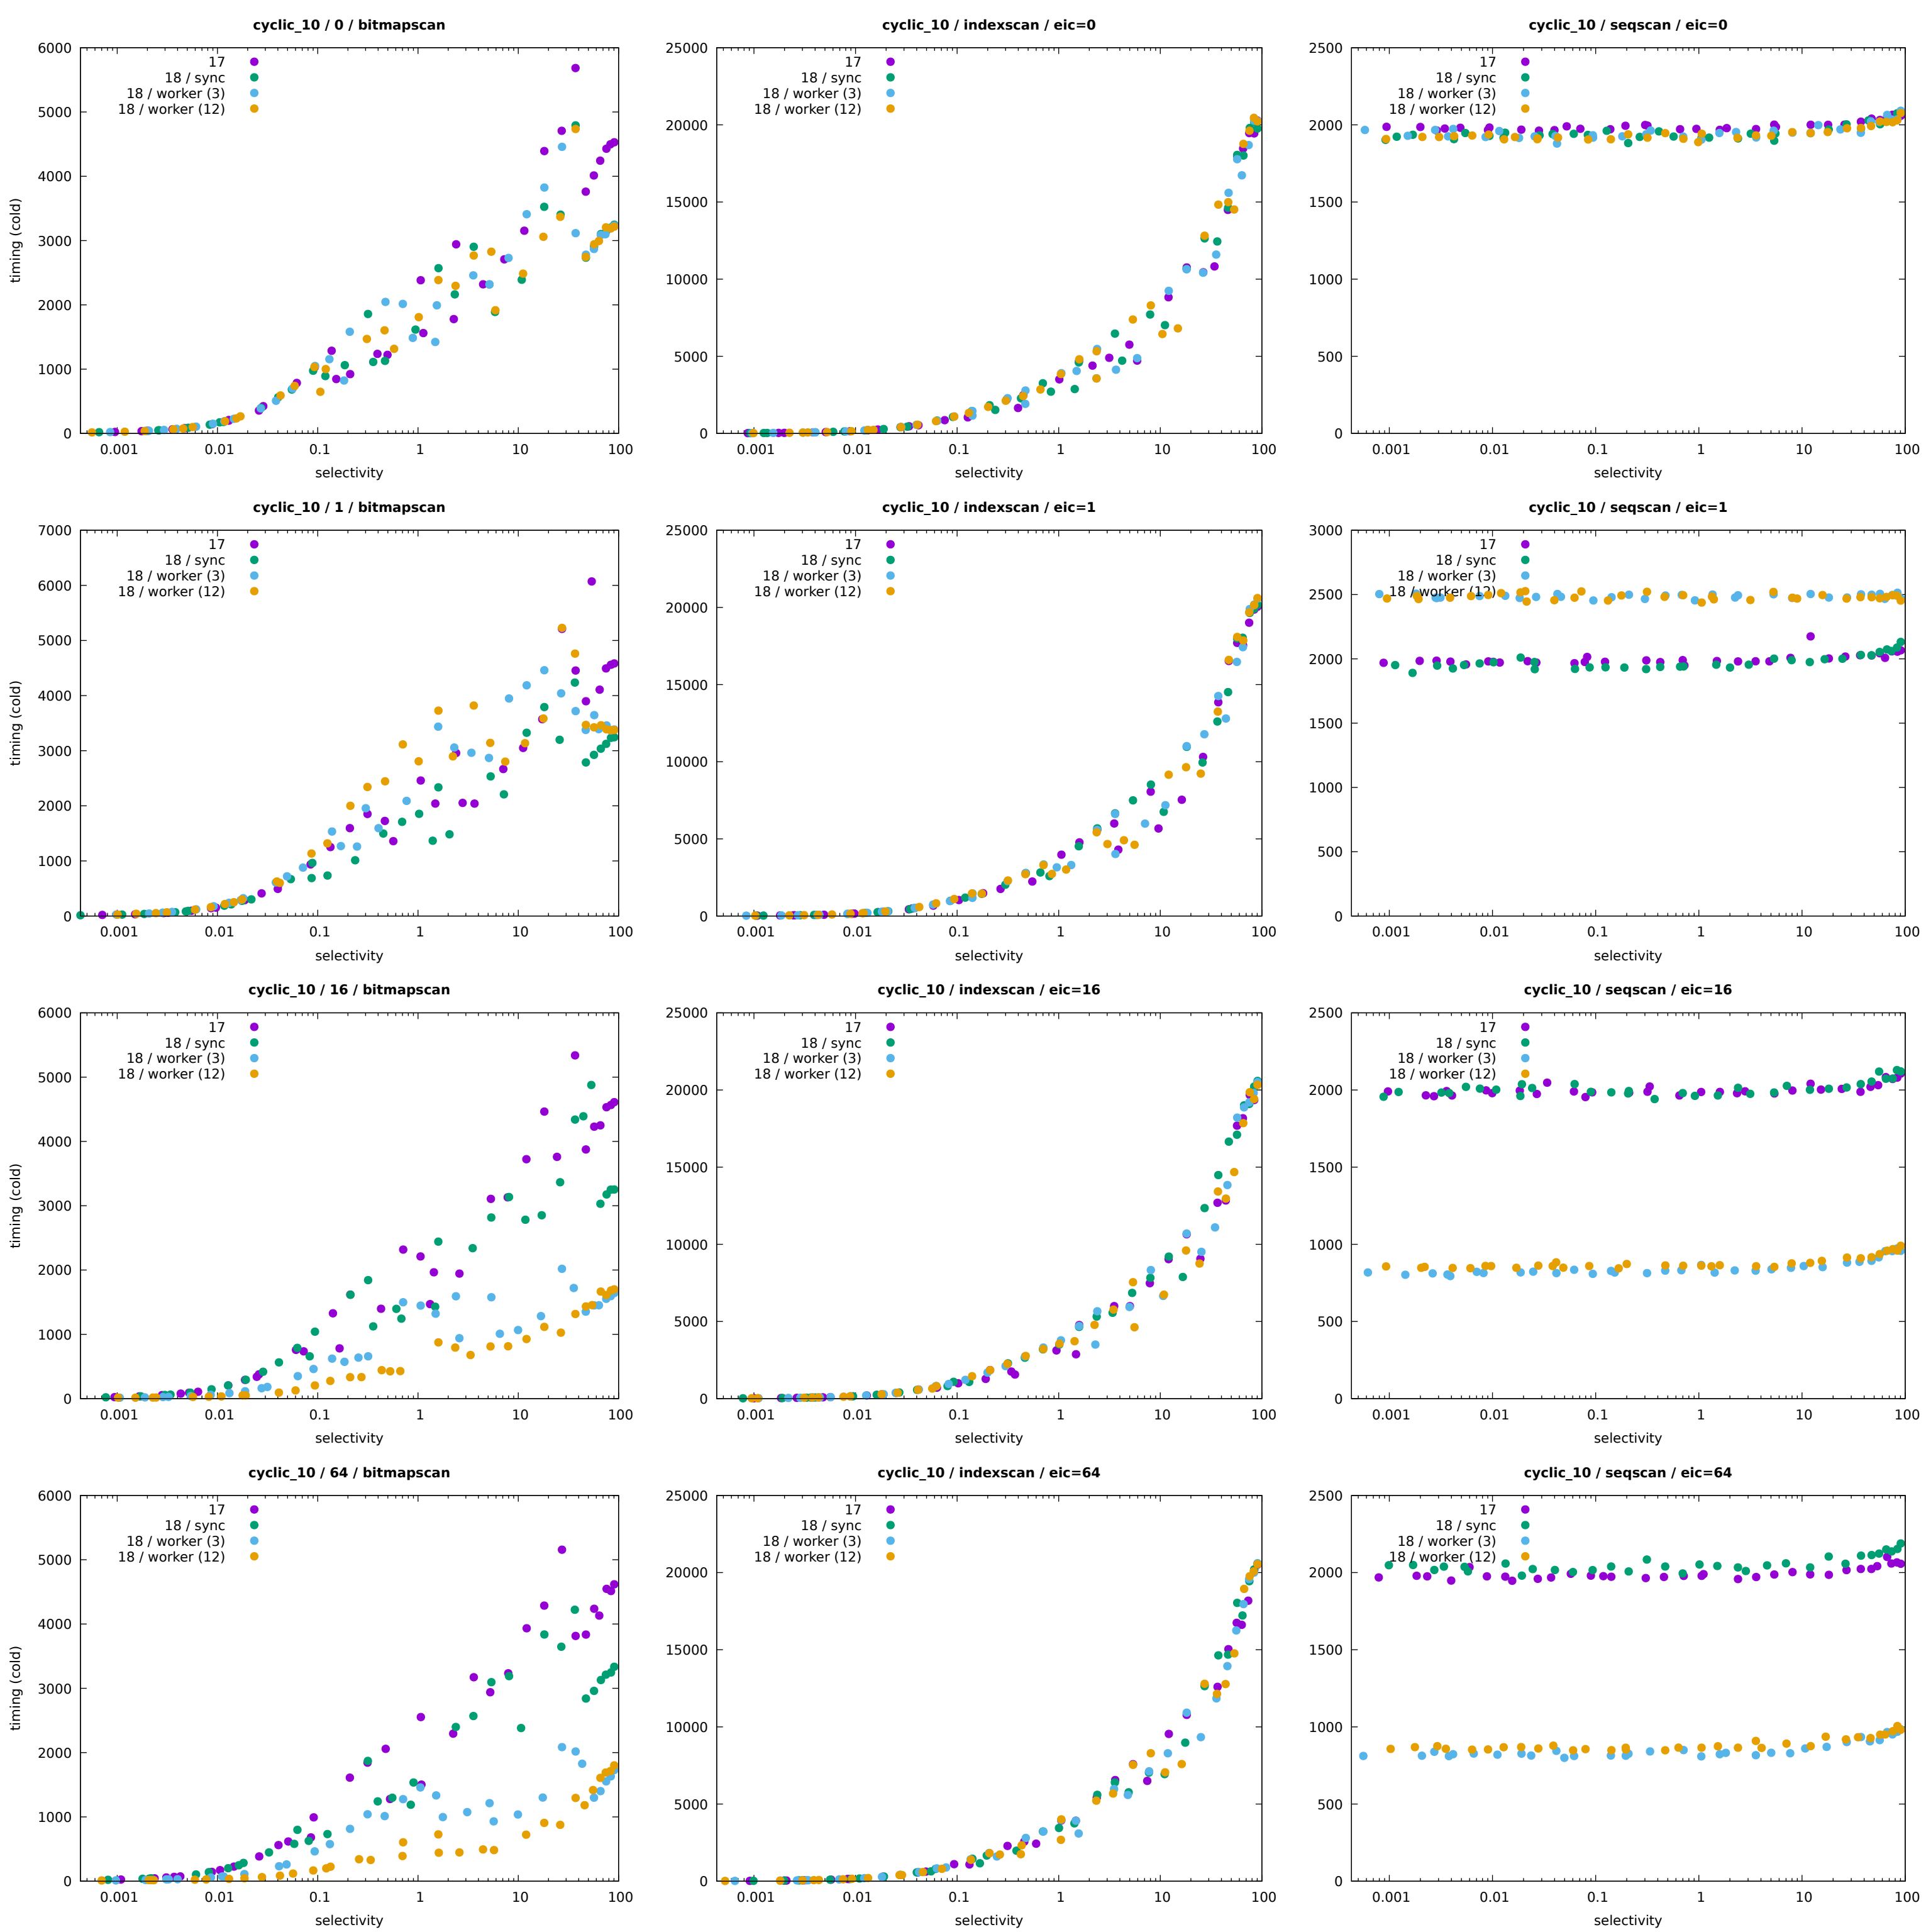 cyclic_10 / 0 / bitmapscan
timing (cold)
6000
5000
4000
3000
2000
1000
0
17
18 / sync
18 / worker (3)
18 / worker (12)
0.001 0.01 0.1 1 10 100
selectivity
cyclic_10 / indexscan / eic=0
25000
20000
15000
10000
5000
0
17
18 / sync
18 / worker (3)
18 / worker (12)
0.001 0.01 0.1 1 10 100
selectivity
cyclic_10 / seqscan / eic=0
2500
2000
1500
1000
500
0
17
18 / sync
18 / worker (3)
18 / worker (12)
0.001 0.01 0.1 1 10 100
selectivity
cyclic_10 / 1 / bitmapscan
timing (cold)
7000
6000
5000
4000
3000
2000
1000
0
17
18 / sync
18 / worker (3)
18 / worker (12)
0.001 0.01 0.1 1 10 100
selectivity
cyclic_10 / indexscan / eic=1
25000
20000
15000
10000
5000
0
17
18 / sync
18 / worker (3)
18 / worker (12)
0.001 0.01 0.1 1 10 100
selectivity
cyclic_10 / seqscan / eic=1
3000
2500
2000
1500
1000
500
0
17
18 / sync
18 / worker (3)
18 / worker (12)
0.001 0.01 0.1 1 10 100
selectivity
cyclic_10 / 16 / bitmapscan
timing (cold)
6000
5000
4000
3000
2000
1000
0
17
18 / sync
18 / worker (3)
18 / worker (12)
0.001 0.01 0.1 1 10 100
selectivity
cyclic_10 / indexscan / eic=16
25000
20000
15000
10000
5000
0
17
18 / sync
18 / worker (3)
18 / worker (12)
0.001 0.01 0.1 1 10 100
selectivity
cyclic_10 / seqscan / eic=16
2500
2000
1500
1000
500
0
17
18 / sync
18 / worker (3)
18 / worker (12)
0.001 0.01 0.1 1 10 100
selectivity
cyclic_10 / 64 / bitmapscan
timing (cold)
6000
5000
4000
3000
2000
1000
0
17
18 / sync
18 / worker (3)
18 / worker (12)
0.001 0.01 0.1 1 10 100
selectivity
cyclic_10 / indexscan / eic=64
25000
20000
15000
10000
5000
0
17
18 / sync
18 / worker (3)
18 / worker (12)
0.001 0.01 0.1 1 10 100
selectivity
cyclic_10 / seqscan / eic=64
2500
2000
1500
1000
500
0
17
18 / sync
18 / worker (3)
18 / worker (12)
0.001 0.01 0.1 1 10 100
selectivity